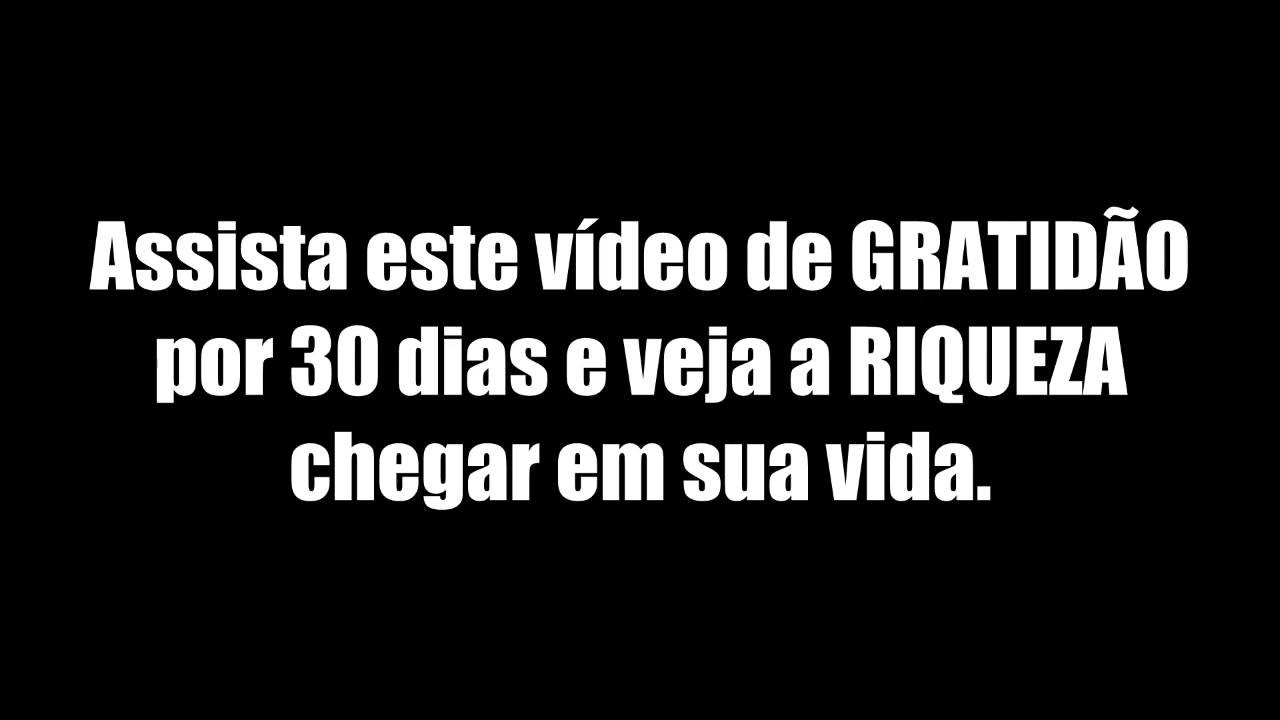 Assista este vídeo de GRATIDÃO
por 30 dias e veja a RIQUEZA
chegar em sua vida.